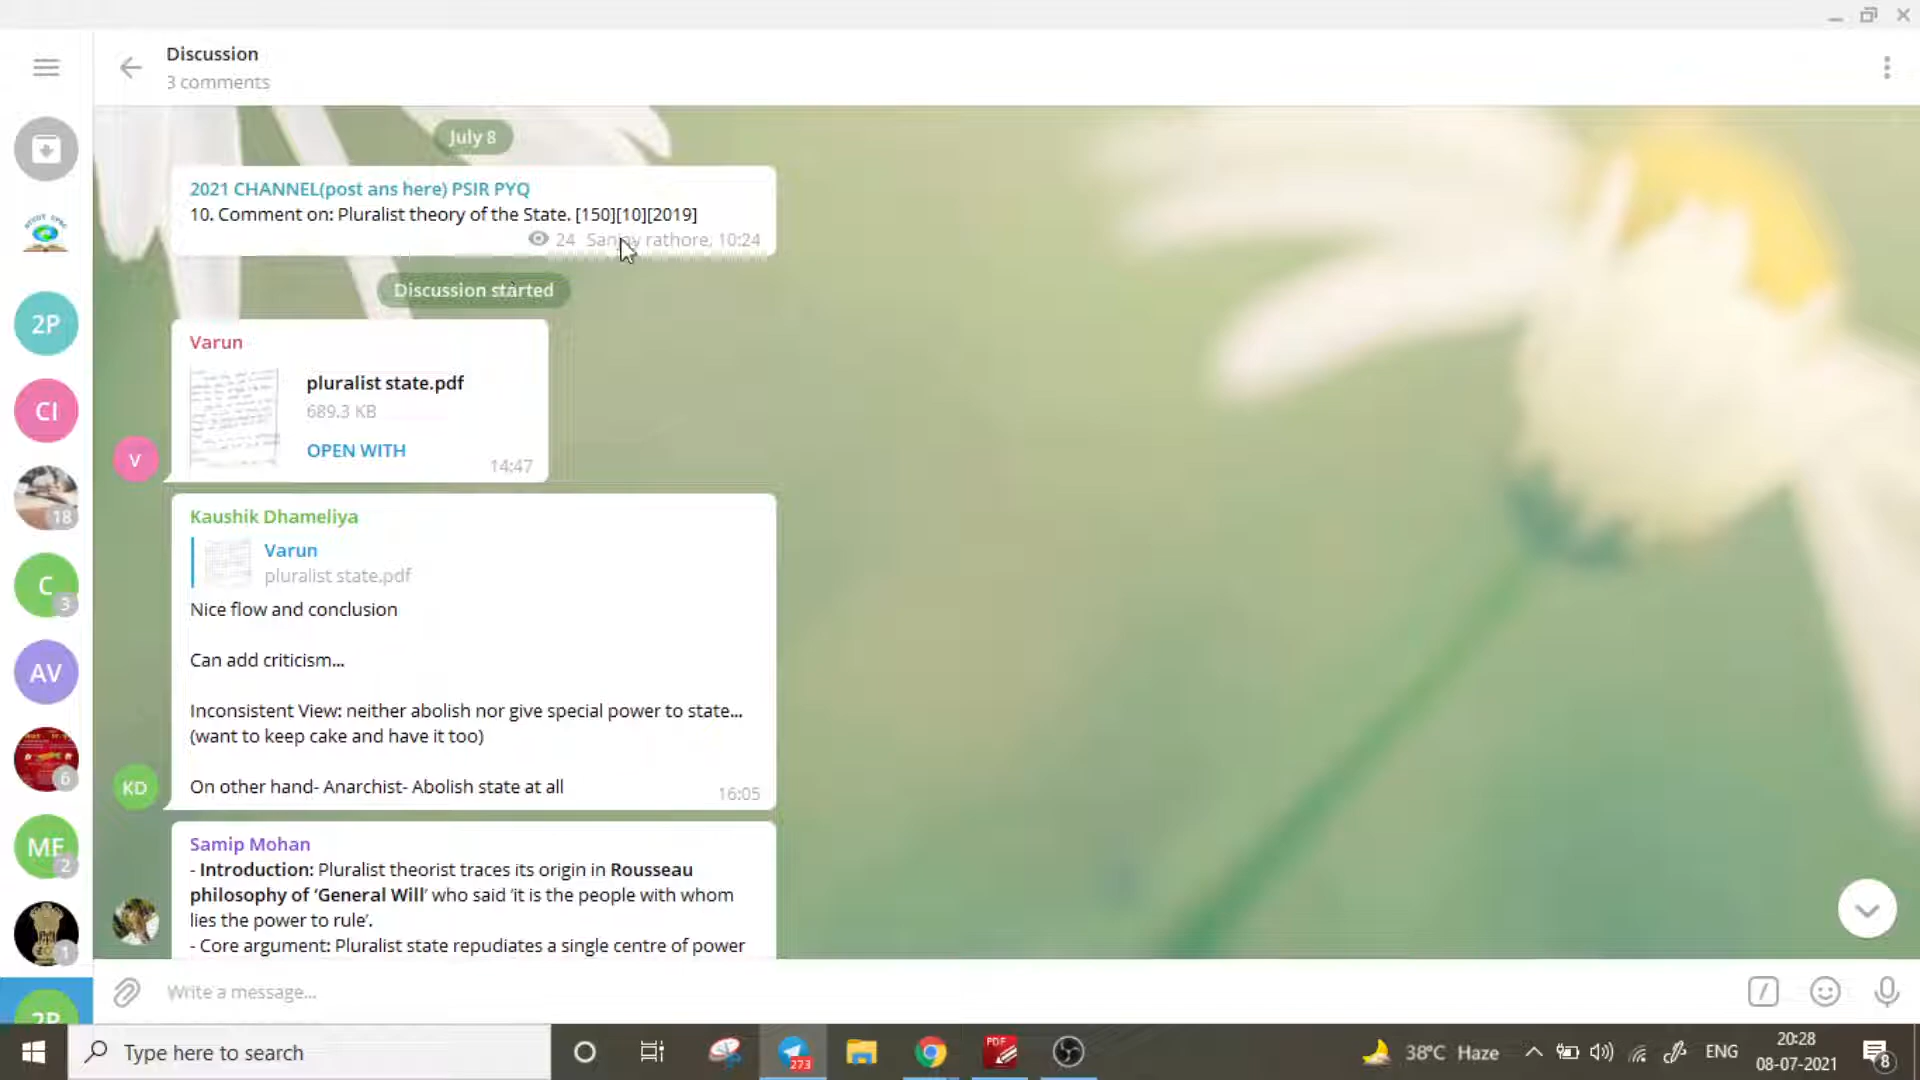 Discussion
3 comments
July 8
2021 CHANNEL(post ans here) PSIR PYQ
10. Comment on: Pluralist theory of the State. [150][10][2019]
24 Sanjay rathore, 10:24
Discussion started
Varun
pluralist state.pdf
689.3 KB
OPEN WITH
14:47
V
Kaushik Dhameliya
Varun
pluralist state.pdf
Nice flow and conclusion
Can add criticism...
Inconsistent View: neither abolish nor give special power to state...
(want to keep cake and have it too)
On other hand- Anarchist- Abolish state at all
16:05
KD
Samip Mohan
- Introduction: Pluralist theorist traces its origin in Rousseau
philosophy of ‘General Will’ who said ‘it is the people with whom
lies the power to rule’.
- Core argument: Pluralist state repudiates a single centre of power
Write a message...
2P
CI
18
C
3
AV
6
MF
2
1
2P
Type here to search
PDF
273
38°C Haze
ENG
20:28
08-07-2021
8